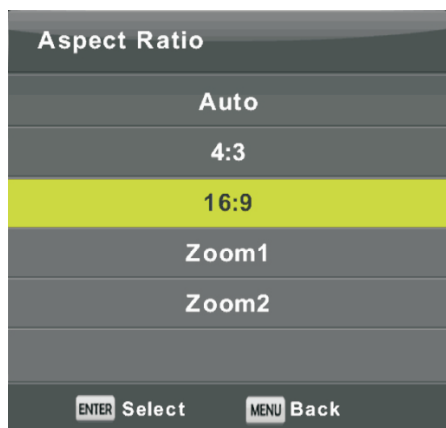 Aspect Ratio
Auto
4:3
16:9
Zoom1
Zoom2
ENTER Select MENU Back